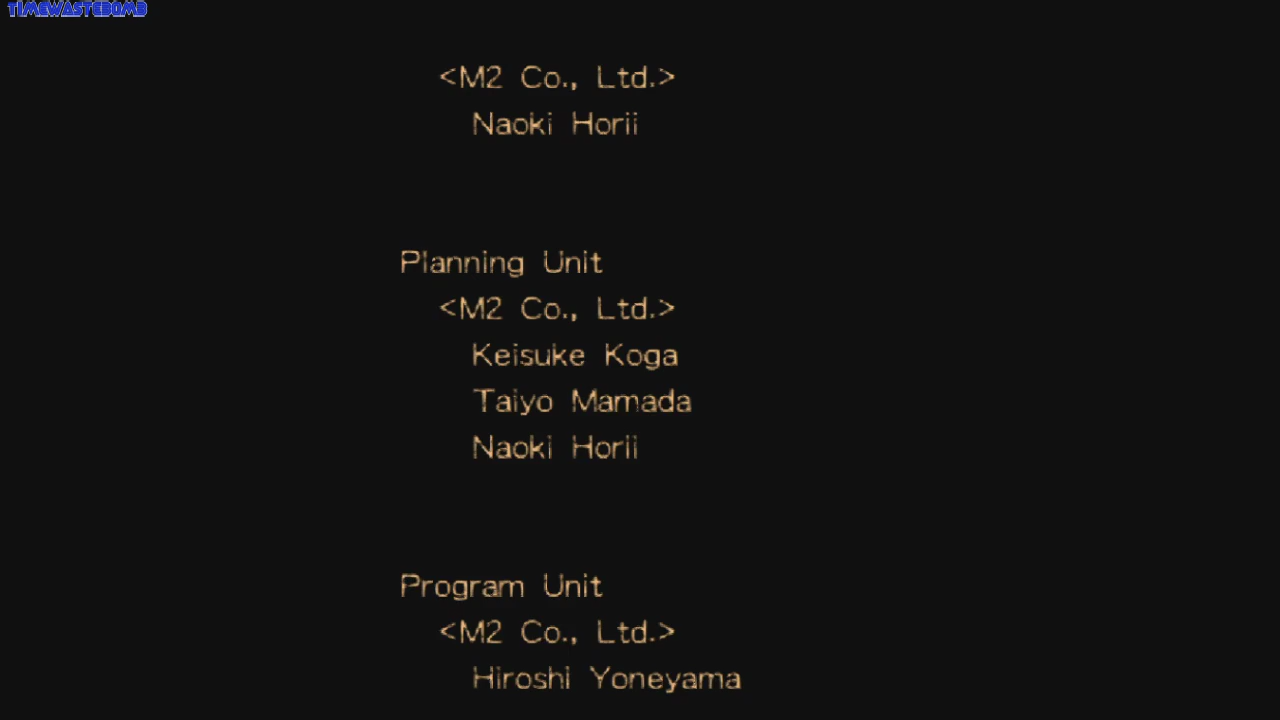 TIMEWASTEBOMB
<M2 Co., Ltd.>
Naoki Horii
Planning Unit
<M2 Co., Ltd.>
Keisuke Koga
Taiyo Mamada
Naoki Horii
Program Unit
<M2 Co., Ltd.>
Hiroshi Yoneyama